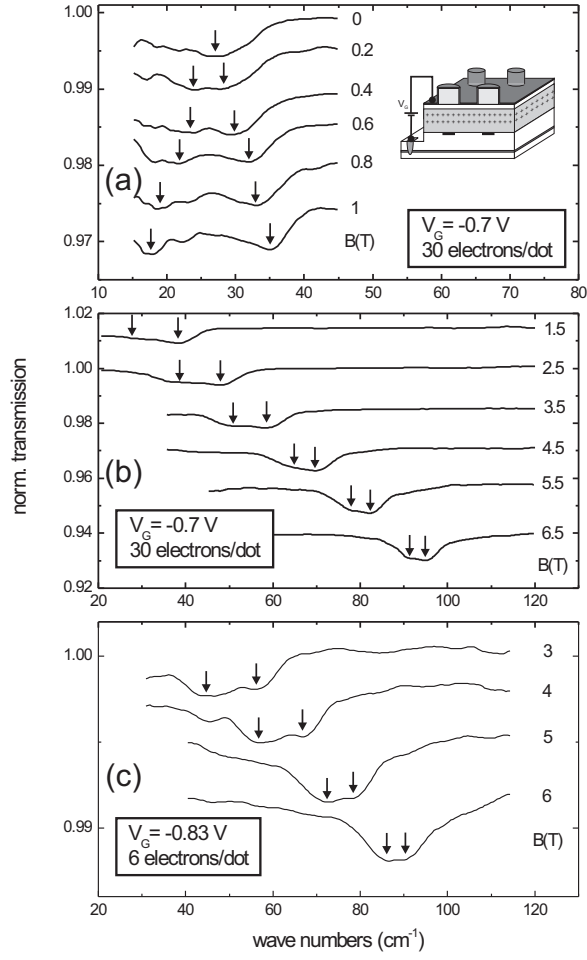 1.00
0
0.2
0.99
0.4
0.6
0.98
0.8
(a)
1
0.97
B(T)
V_G
V_G= -0.7 V
30 electrons/dot
10 20 30 40 50 60 70 80
1.02
1.5
1.00
2.5
0.98
3.5
4.5
0.96
(b)
5.5
0.94
6.5
V_G= -0.7 V
30 electrons/dot
B(T)
0.92
20 40 60 80 100 120
norm. transmission
1.00
3
4
5
(c)
6
0.99
V_G= -0.83 V
6 electrons/dot
B(T)
20 40 60 80 100 120
wave numbers (cm⁻¹)